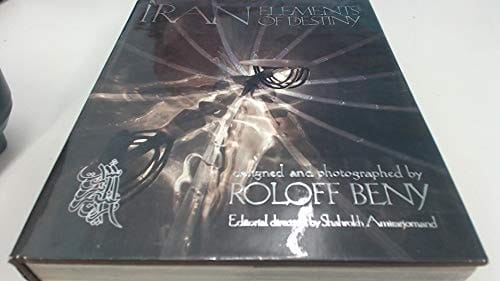 IRAN ELEMENTS
OF DESTINY
designed and photographed by
ROLOFF BENY
Editorial direction by Shahrokh Amirarjomand